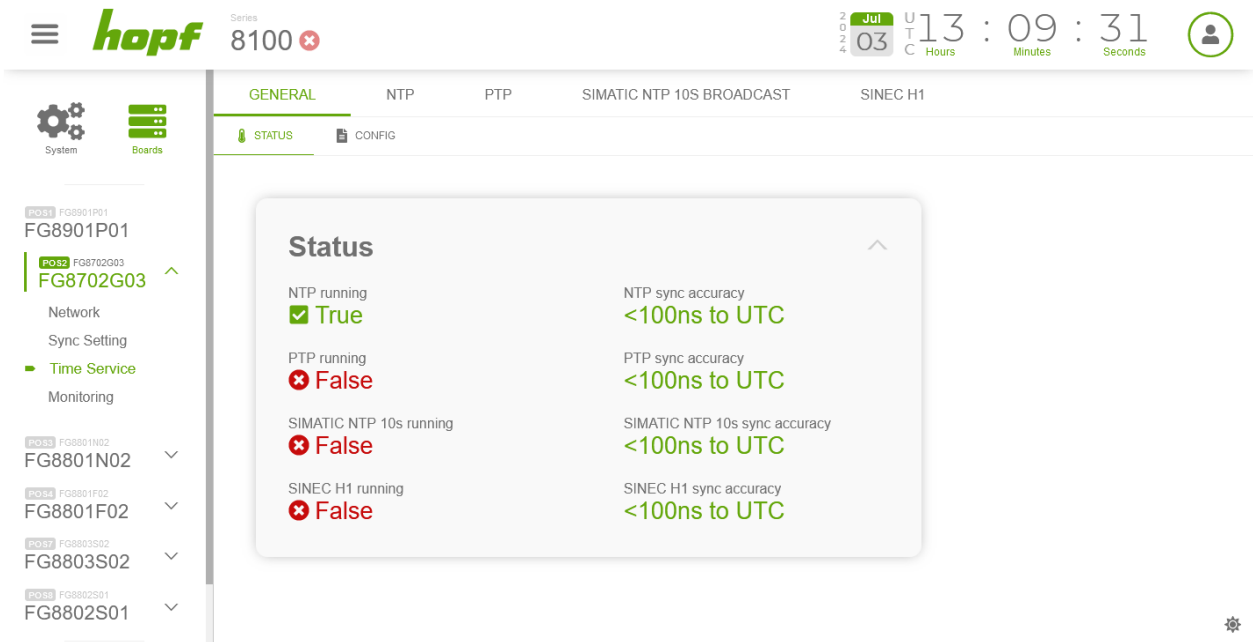 hopf
Series
8100
2024
Jul
03
UTC
13 : 09 : 31
Hours Minutes Seconds
System Boards
POS1 FG8901P01
FG8901P01
POS2 FG8702G03
FG8702G03
Network
Sync Setting
Time Service
Monitoring
POS3 FG8801N02
FG8801N02
POS4 FG8801F02
FG8801F02
POS7 FG8803S02
FG8803S02
POS8 FG8802S01
FG8802S01
GENERAL NTP PTP SIMATIC NTP 10S BROADCAST SINEC H1
STATUS CONFIG
Status
NTP running NTP sync accuracy
True <100ns to UTC
PTP running PTP sync accuracy
False <100ns to UTC
SIMATIC NTP 10s running SIMATIC NTP 10s sync accuracy
False <100ns to UTC
SINEC H1 running SINEC H1 sync accuracy
False <100ns to UTC